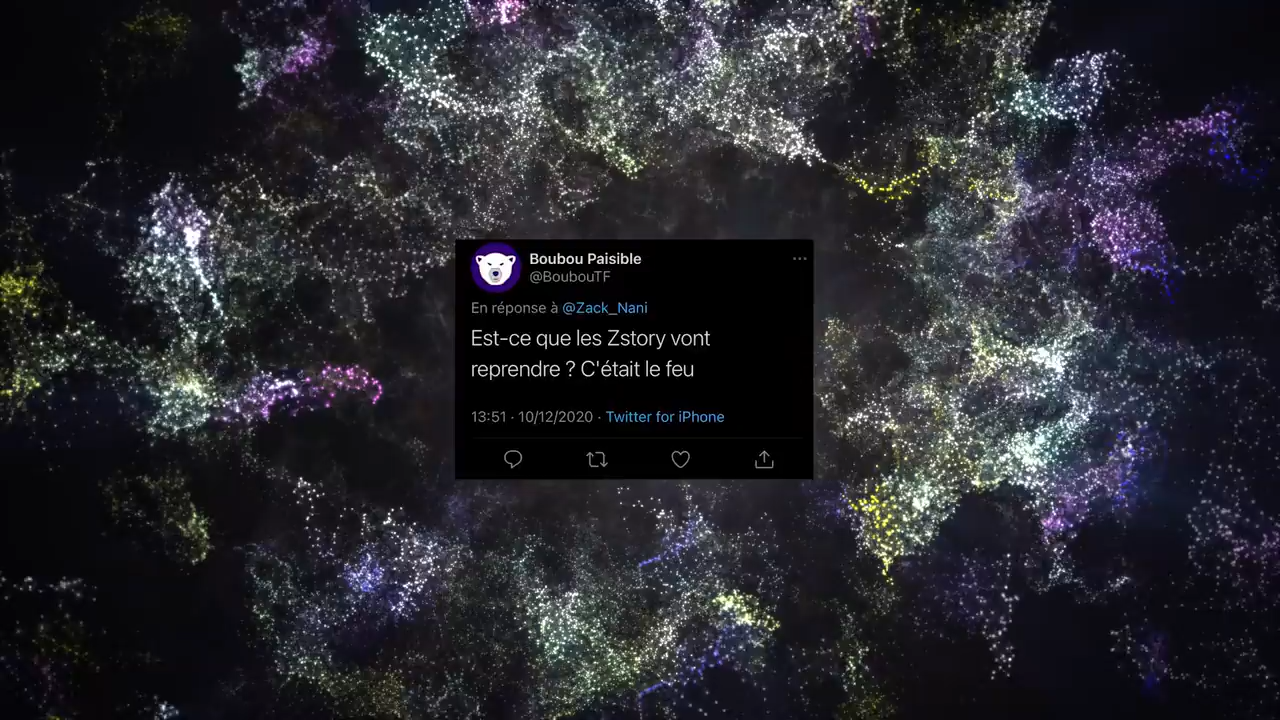 Boubou Paisible
@BoubouTF
En réponse à @Zack_Nani
Est-ce que les Zstory vont
reprendre ? C'était le feu
13:51 · 10/12/2020 · Twitter for iPhone